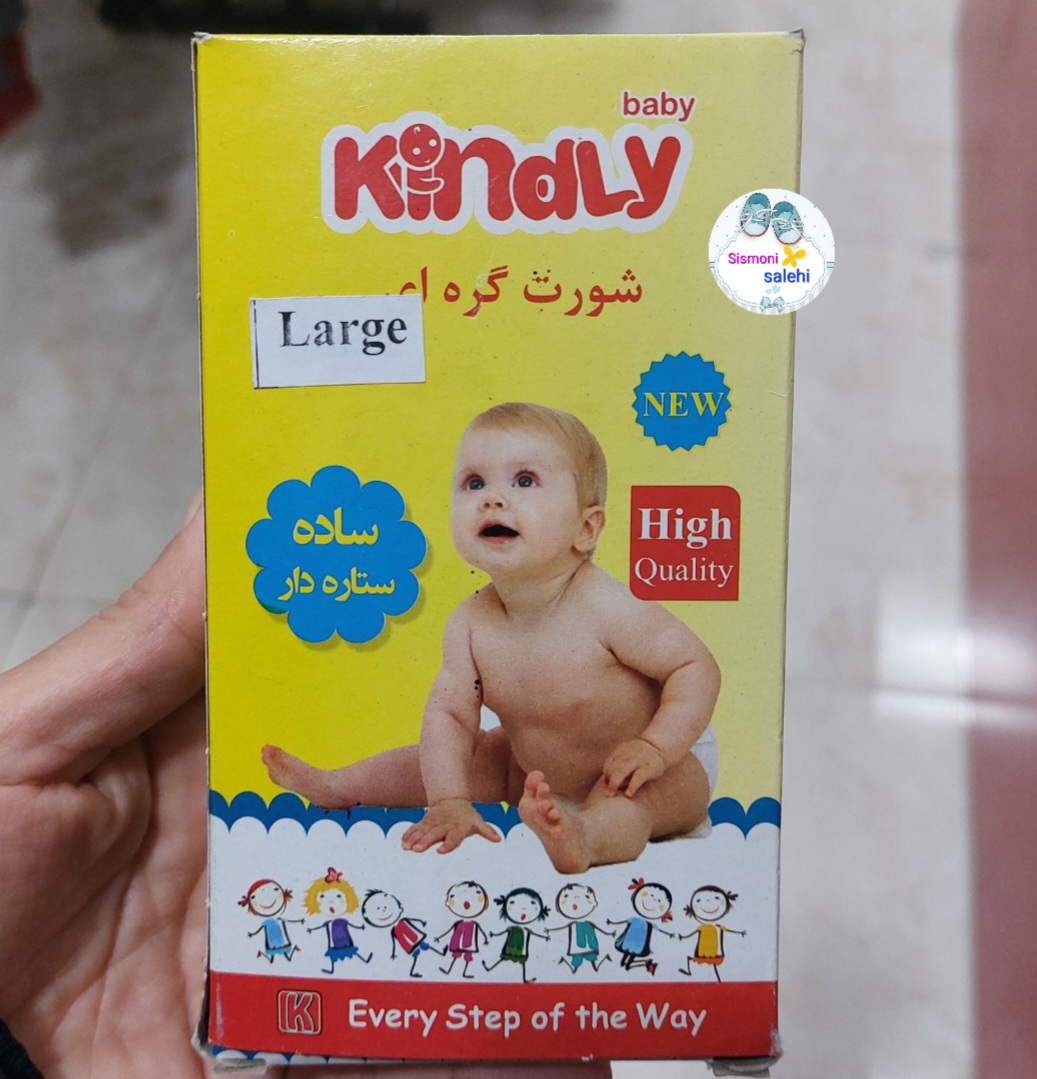 baby
KindLy
Sismoni
salehi
شورت گره ای
Large
NEW
ساده
ستاره دار
High
Quality
K
Every Step of the Way